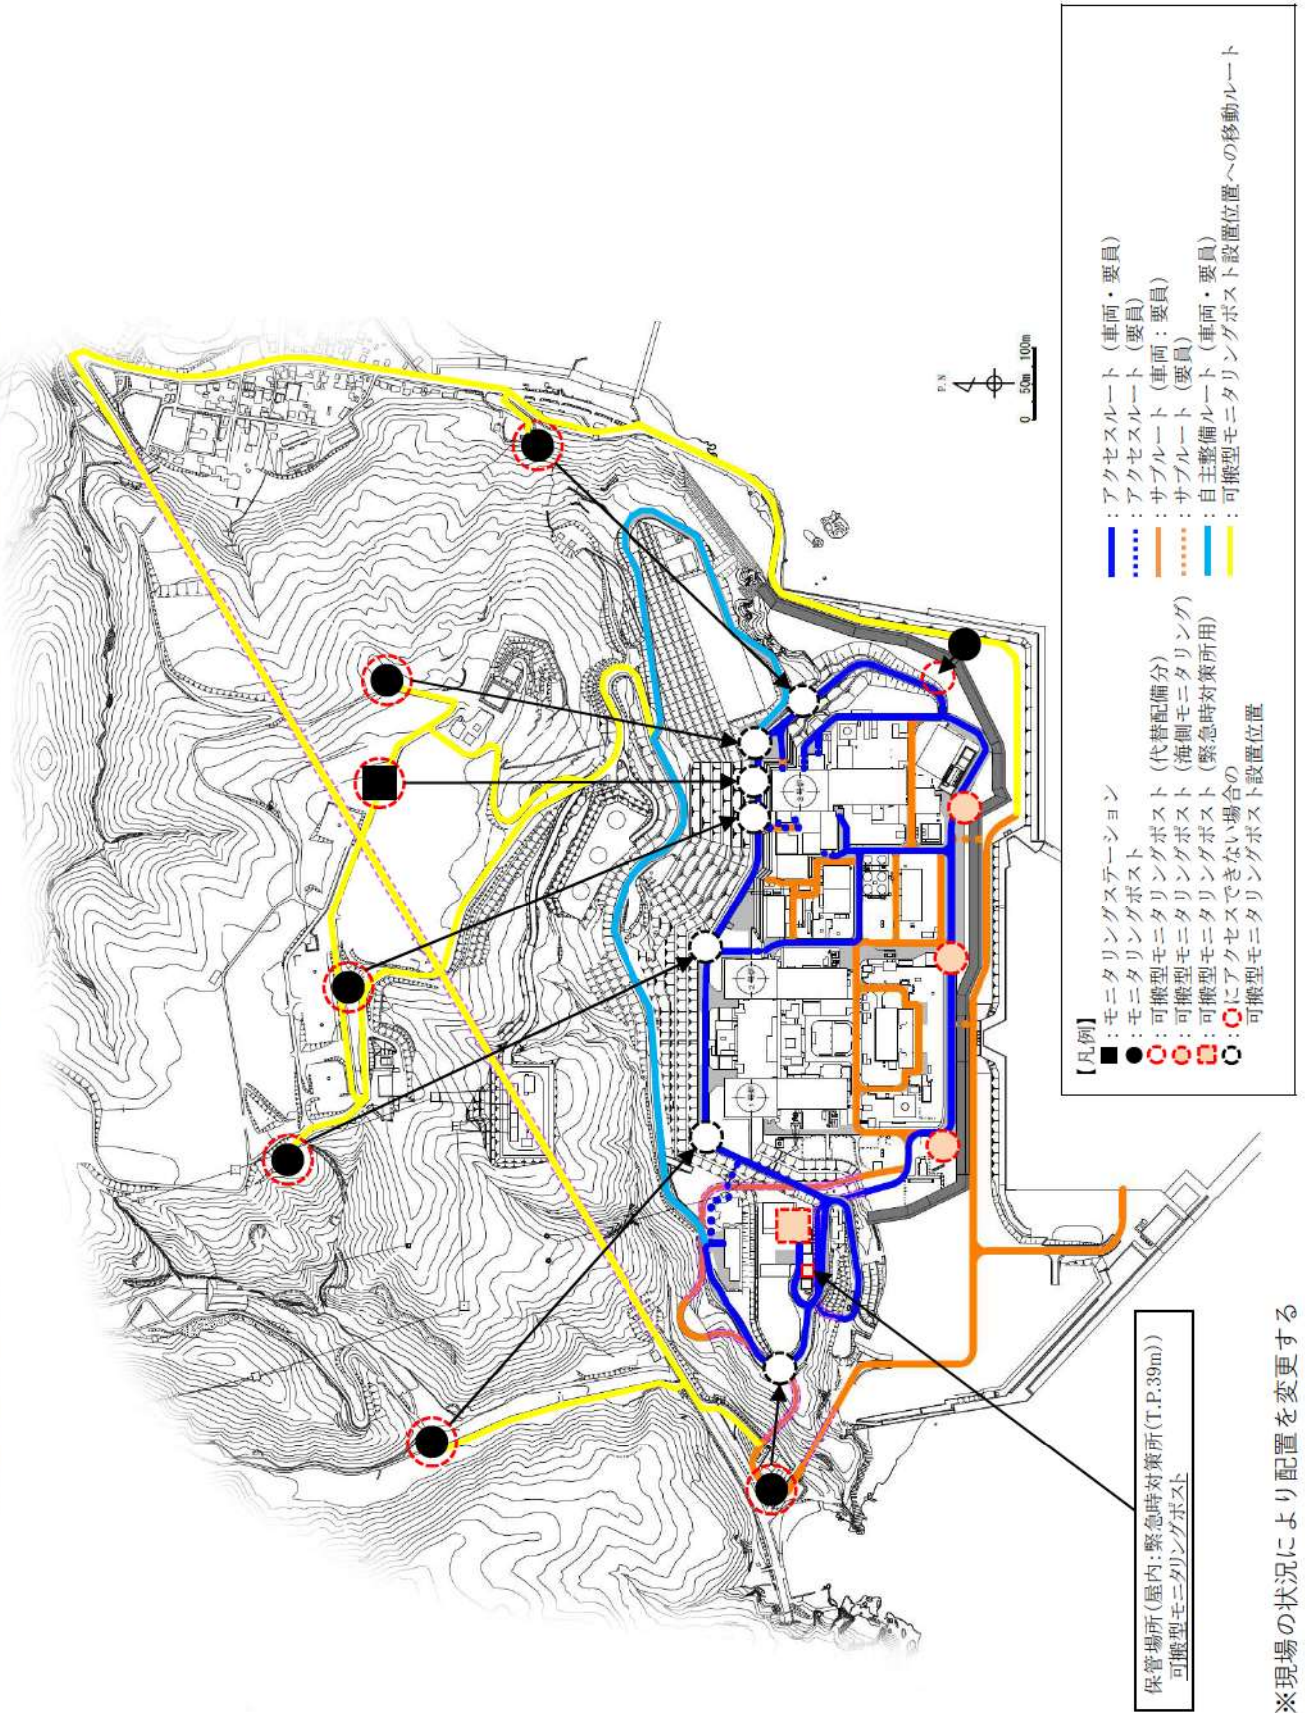 P.N
0 50m 100m
3号炉
2号炉
1号炉
【凡例】
■：モニタリングステーション
●：モニタリングポスト
：可搬型モニタリングポスト（代替配備分）
：可搬型モニタリングポスト（海側モニタリング）
：可搬型モニタリングポスト（緊急時対策所用）
：○にアクセスできない場合の
可搬型モニタリングポスト設置位置
：アクセスルート（車両・要員）
：アクセスルート（要員）
：サブルート（車両：要員）
：サブルート（要員）
：自主整備ルート（車両・要員）
：可搬型モニタリングポスト設置位置への移動ルート
保管場所(屋内:緊急時対策所(T.P.39m))
可搬型モニタリングポスト
※現場の状況により配置を変更する